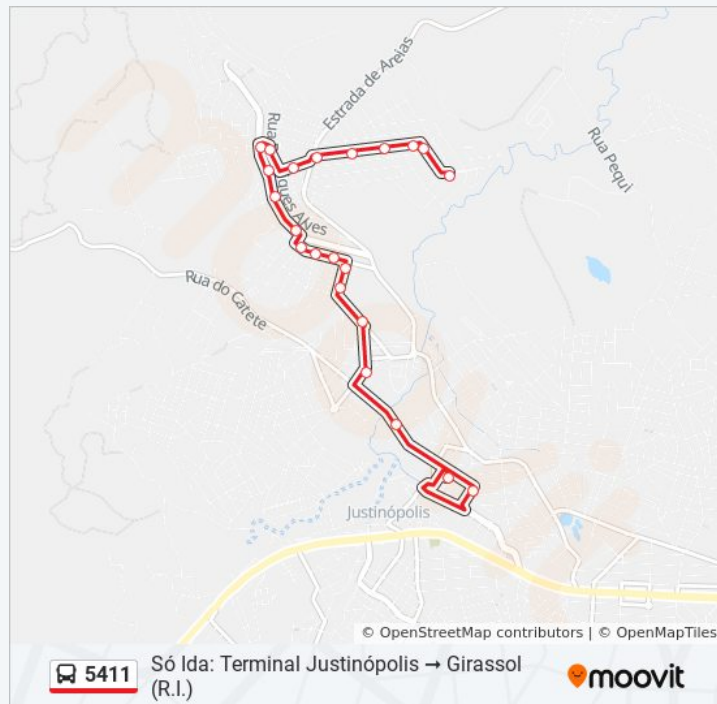 Estrada de Areias
Rua Pequi
Rua
ques Alves
Rua do Catete
Justinópolis
© OpenStreetMap contributors | © OpenMapTiles
5411
Só Ida: Terminal Justinópolis → Girassol
(R.I.)
moovit